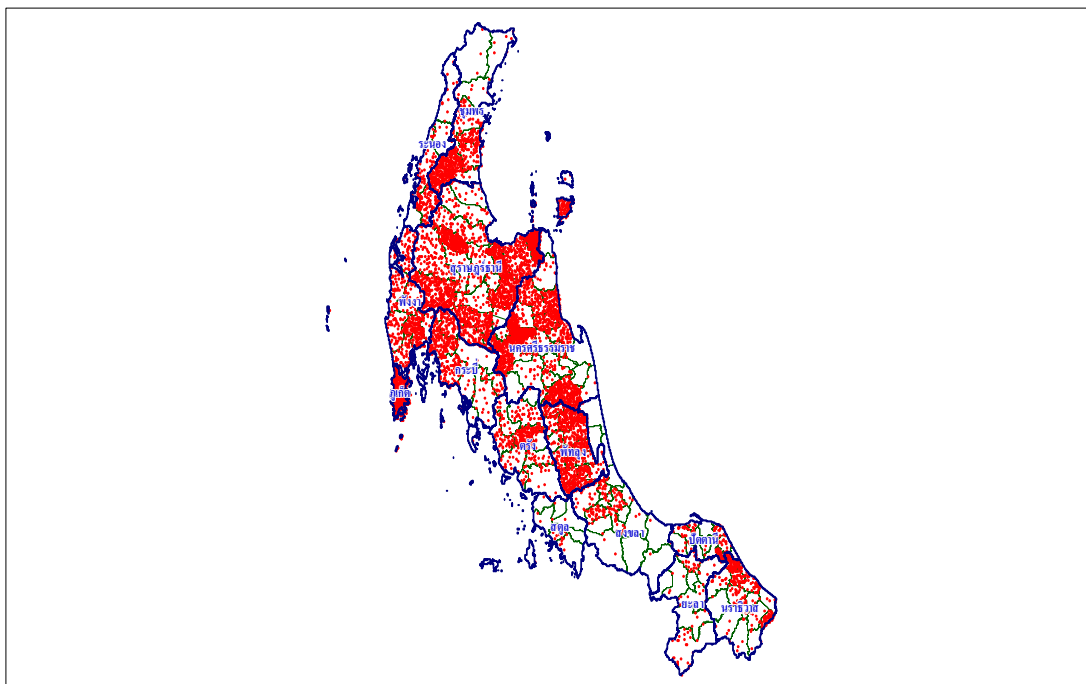 ชุมพร
ระนอง
สุราษฎร์ธานี
พังงา
นครศรีธรรมราช
กระบี่
ภูเก็ต
ตรัง
พัทลุง
สตูล
สงขลา
ปัตตานี
ยะลา
นราธิวาส